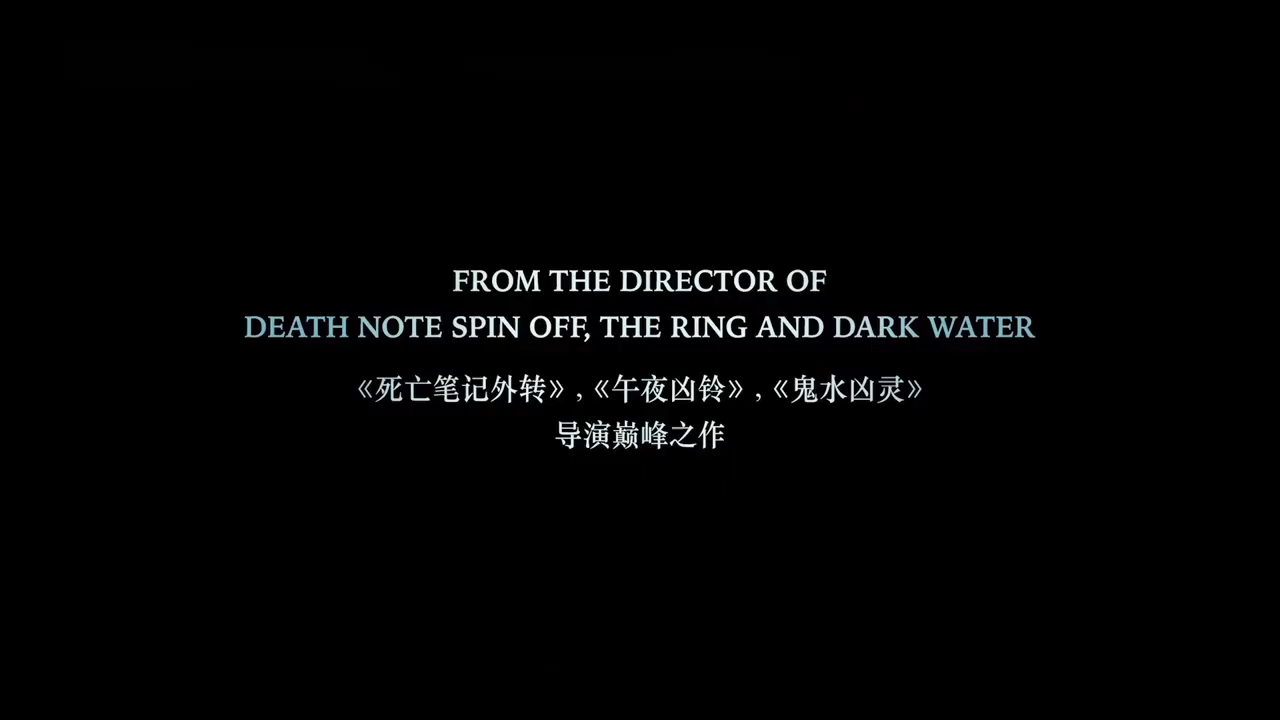 FROM THE DIRECTOR OF
DEATH NOTE SPIN OFF, THE RING AND DARK WATER
《死亡笔记外转》,《午夜凶铃》,《鬼水凶灵》
导演巅峰之作